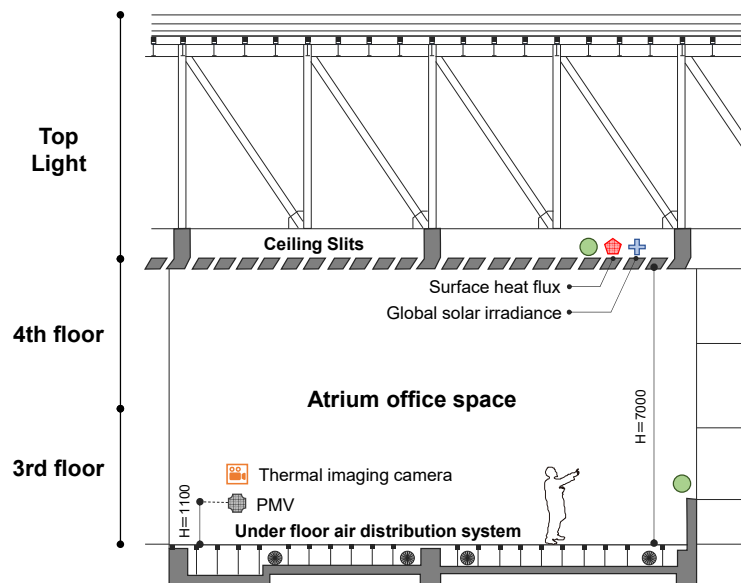 Top
Light
Ceiling Slits
Surface heat flux
Global solar irradiance
4th floor
Atrium office space
H=7000
3rd floor
Thermal imaging camera
PMV
H=1100
Under floor air distribution system